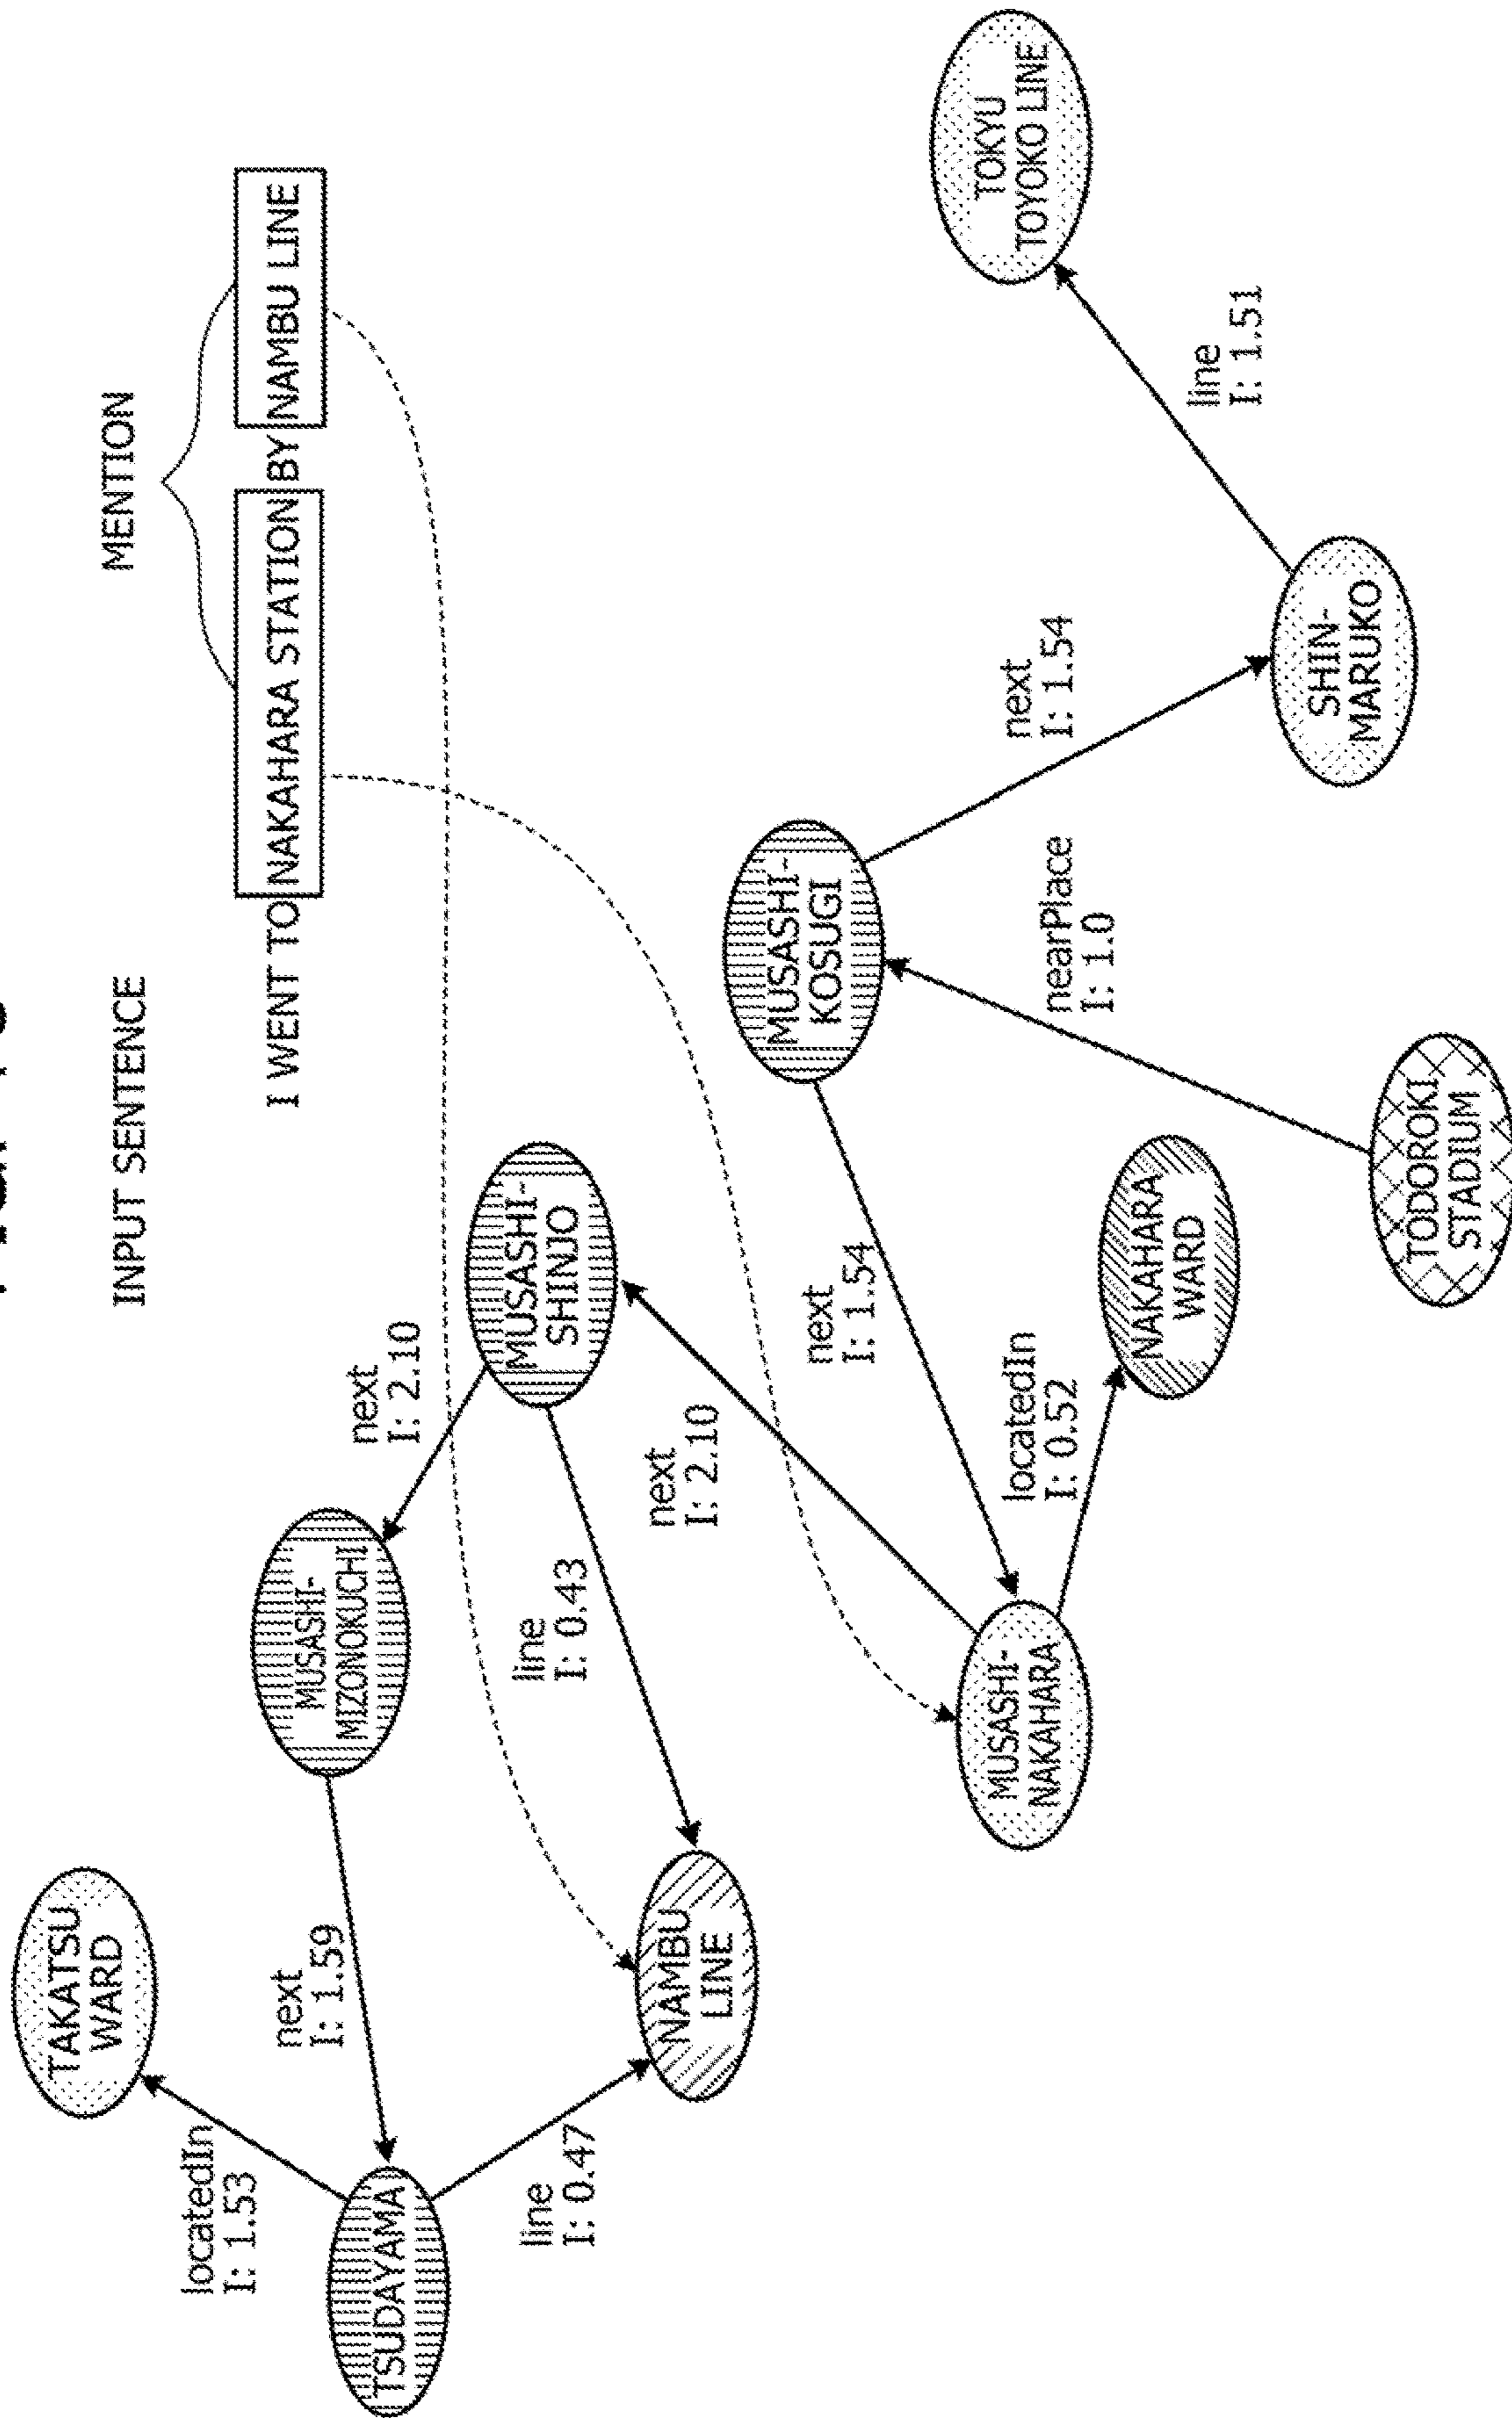 INPUT SENTENCE
MENTION
I WENT TO NAKAHARA STATION BY NAMBU LINE
TAKATSU
WARD
locatedIn
I: 1.53
next
I: 1.59
MUSASHI-
MIZONOKUCHI
next
I: 2.10
TSUDAYAMA
MUSASHI-
SHINJO
line
I: 0.47
line
I: 0.43
NAMBU
LINE
next
I: 2.10
MUSASHI-
KOSUGI
next
I: 1.54
next
I: 1.54
nearPlace
I: 1.0
TOKYU
TOYOKO LINE
MUSASHI-
NAKAHARA
locatedIn
I: 0.52
NAKAHARA
WARD
line
I: 1.51
SHIN-
MARUKO
TODOROKI
STADIUM